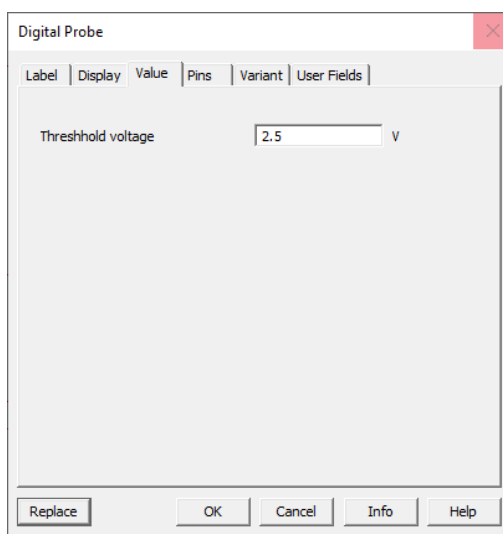 Digital Probe
Label Display Value Pins Variant User Fields
Threshhold voltage 2.5 V
Replace OK Cancel Info Help